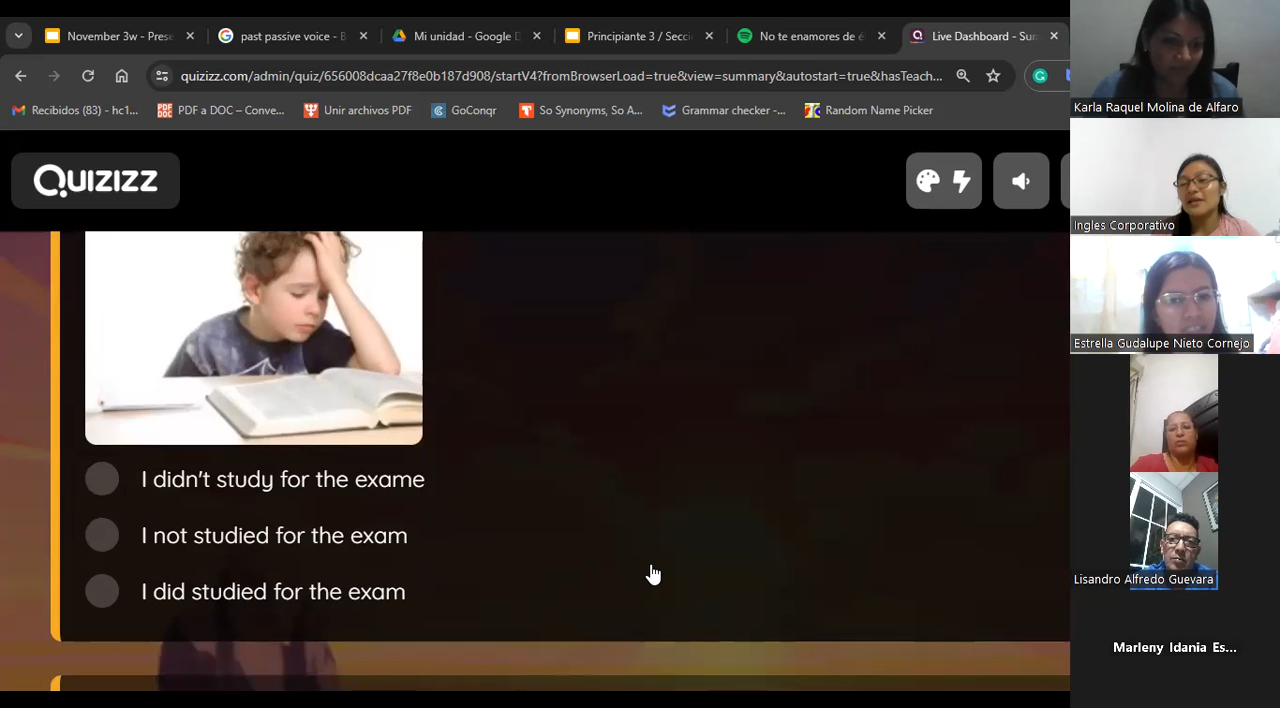 November 3w - Prese
past passive voice - B
Mi unidad - Google D
Principiante 3 / Secci
No te enamores de é
Live Dashboard - Sum
quizizz.com/admin/quiz/656008dcaa27f8e0b187d908/startV4?fromBrowserLoad=true&view=summary&autostart=true&hasTeach...
Recibidos (83) - hc1...
PDF a DOC – Conve...
Unir archivos PDF
GoConqr
So Synonyms, So A...
Grammar checker -...
Random Name Picker
QUIZIZZ
I didn't study for the exame
I not studied for the exam
I did studied for the exam
Karla Raquel Molina de Alfaro
Ingles Corporativo
Estrella Gudalupe Nieto Cornejo
Lisandro Alfredo Guevara
Marleny Idania Es...